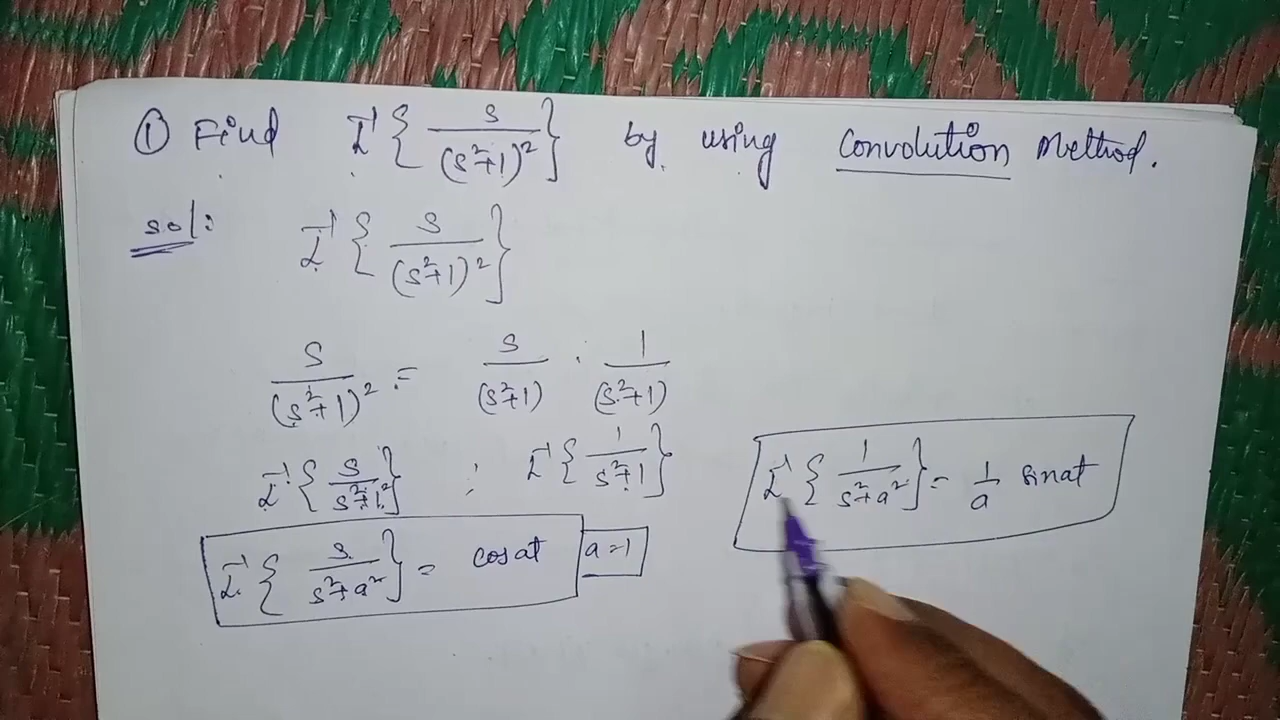 ① Find L⁻¹{ s/(s²+1)² } by using Convolution Method.
Sol: L⁻¹{ s/(s²+1)² }
s/(s²+1)² = s/(s²+1) · 1/(s²+1)
L⁻¹{ s/(s²+1²) } ; L⁻¹{ 1/(s²+1) }
L⁻¹{ 1/(s²+a²) } = 1/a sinat
L⁻¹{ s/(s²+a²) } = cosat a=1